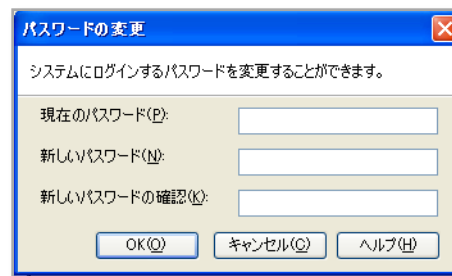 パスワードの変更
システムにログインするパスワードを変更することができます。
現在のパスワード(P):
新しいパスワード(N):
新しいパスワードの確認(K):
OK(O) キャンセル(C) ヘルプ(H)